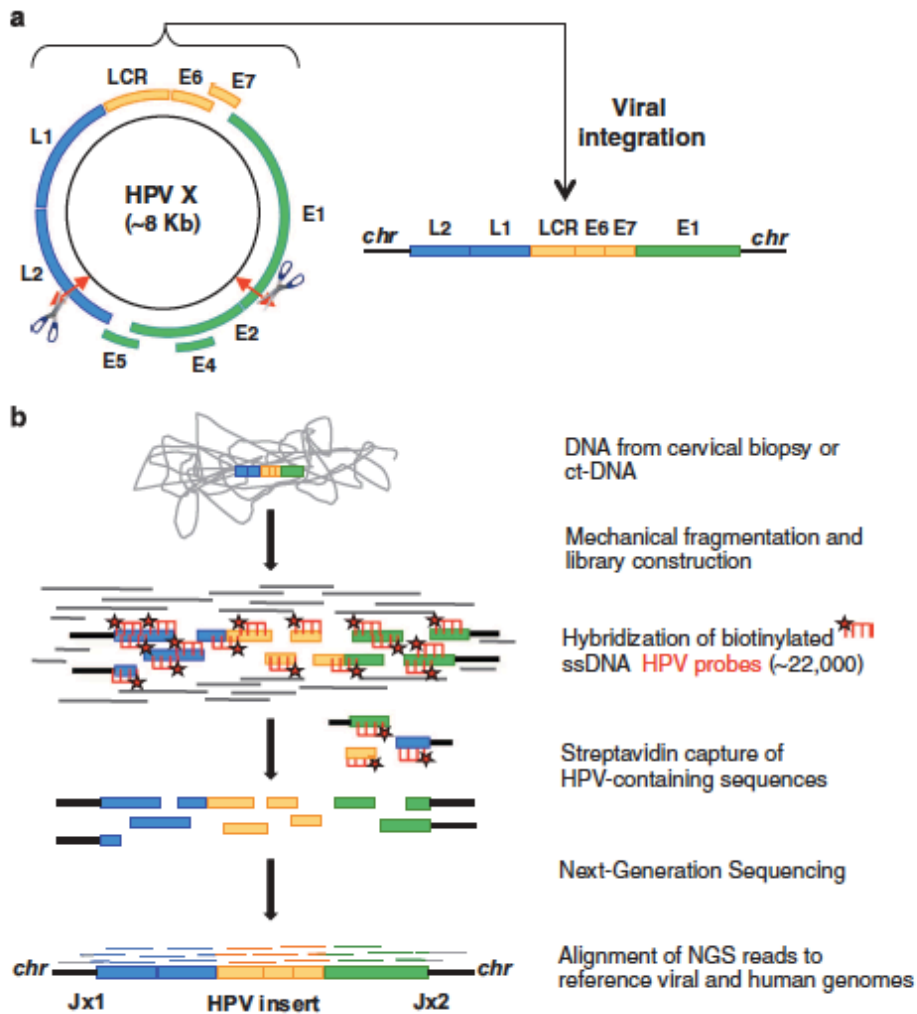 a
LCR E6 E7
L1
HPV X
(~8 Kb)
E1
L2
E2
E5
E4
Viral
integration
chr L2 L1 LCR E6 E7 E1 chr
b
DNA from cervical biopsy or
ct-DNA
Mechanical fragmentation and
library construction
Hybridization of biotinylated
ssDNA HPV probes (~22,000)
Streptavidin capture of
HPV-containing sequences
Next-Generation Sequencing
Alignment of NGS reads to
reference viral and human genomes
chr chr
Jx1 HPV insert Jx2